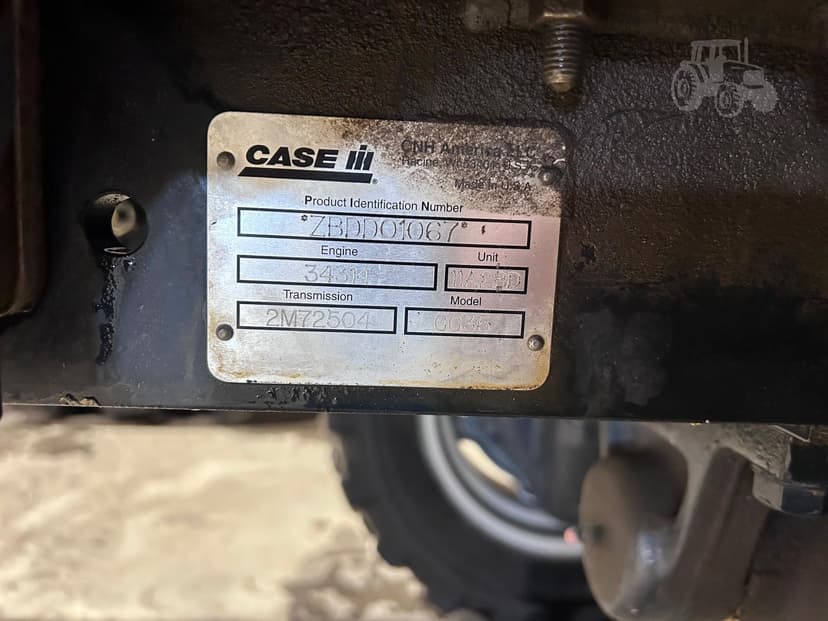 CASE IH
CNH America LLC
Made in U.S.A.
Product Identification Number
*ZBDD01067*
Engine
Unit
Transmission
Model
2M72504